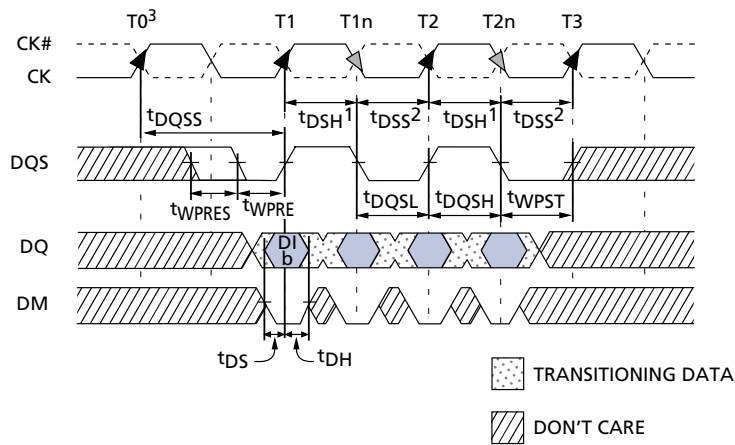 T0³ T1 T1n T2 T2n T3
CK#
CK
tDSH¹ tDSS² tDSH¹ tDSS²
tDQSS
DQS
tDQSL tDQSH tWPST
tWPRES tWPRE
DQ
DI
b
DM
tDS tDH
TRANSITIONING DATA
DON'T CARE